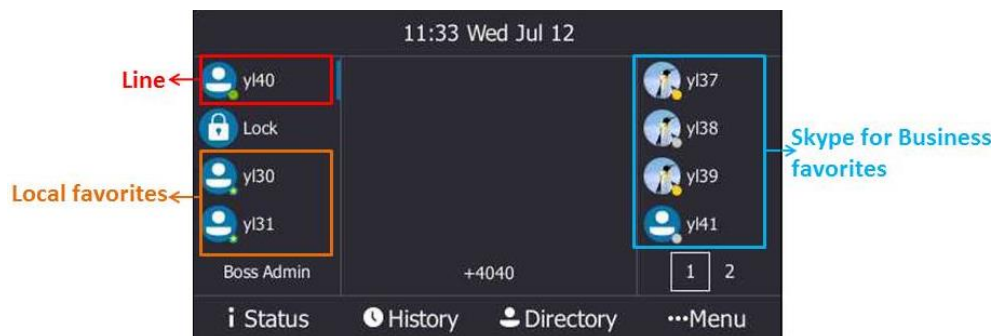 11:33 Wed Jul 12
Line
yl40
yl37
Lock
yl38
Skype for Business
favorites
Local favorites
yl30
yl39
yl31
yl41
Boss Admin
+4040
1 2
i Status
History
Directory
•••Menu